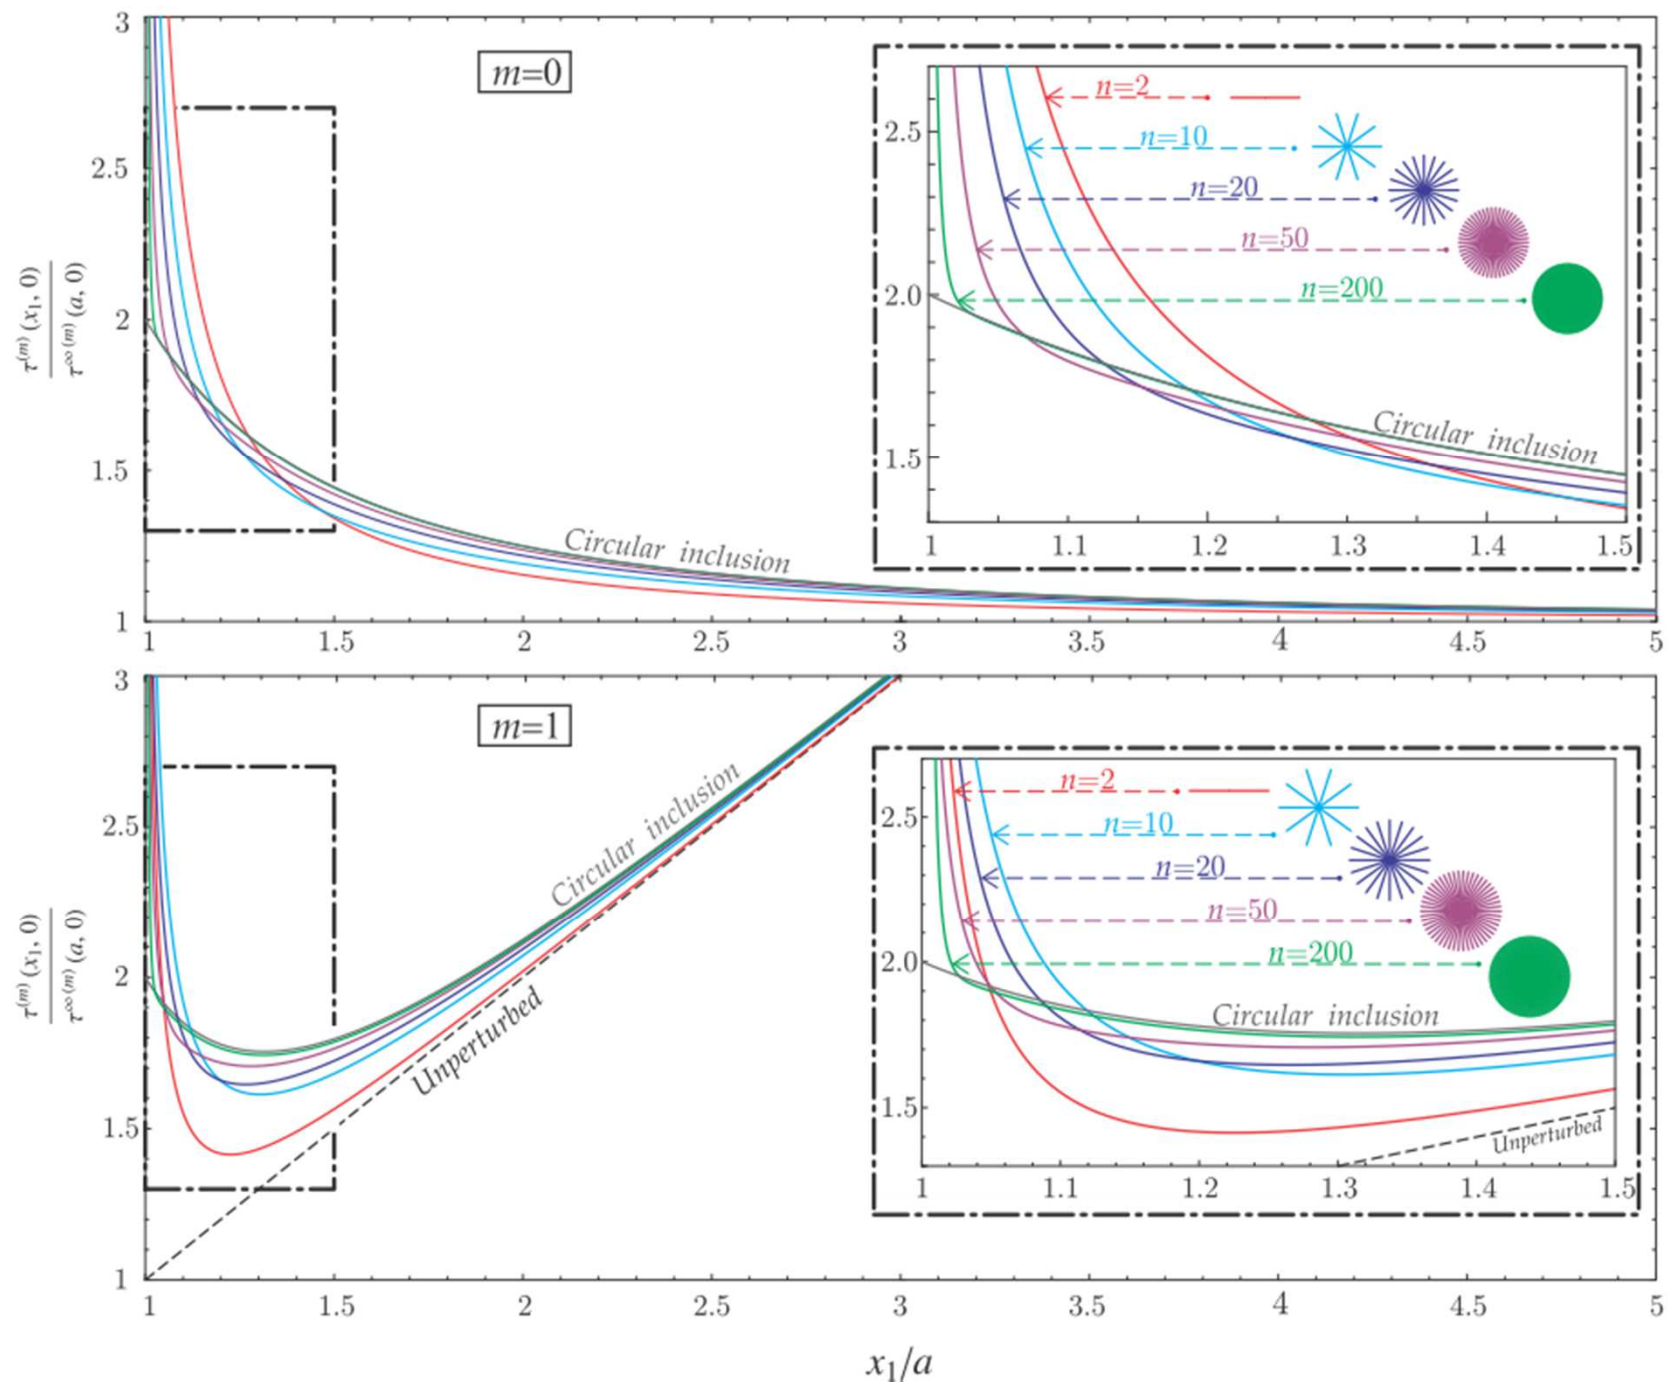 m=0
τ^(m) (x₁, 0)
τ^∞(m) (a, 0)
3
2.5
2
1.5
1
1 1.5 2 2.5 3 3.5 4 4.5 5
Circular inclusion
n=2
n=10
n=20
n=50
n=200
2.5
2.0
1.5
Circular inclusion
1 1.1 1.2 1.3 1.4 1.5
m=1
τ^(m) (x₁, 0)
τ^∞(m) (a, 0)
3
2.5
2
1.5
1
1 1.5 2 2.5 3 3.5 4 4.5 5
Circular inclusion
Unperturbed
n=2
n=10
n=20
n=50
n=200
2.5
2.0
1.5
Circular inclusion
Unperturbed
1 1.1 1.2 1.3 1.4 1.5
x₁/a